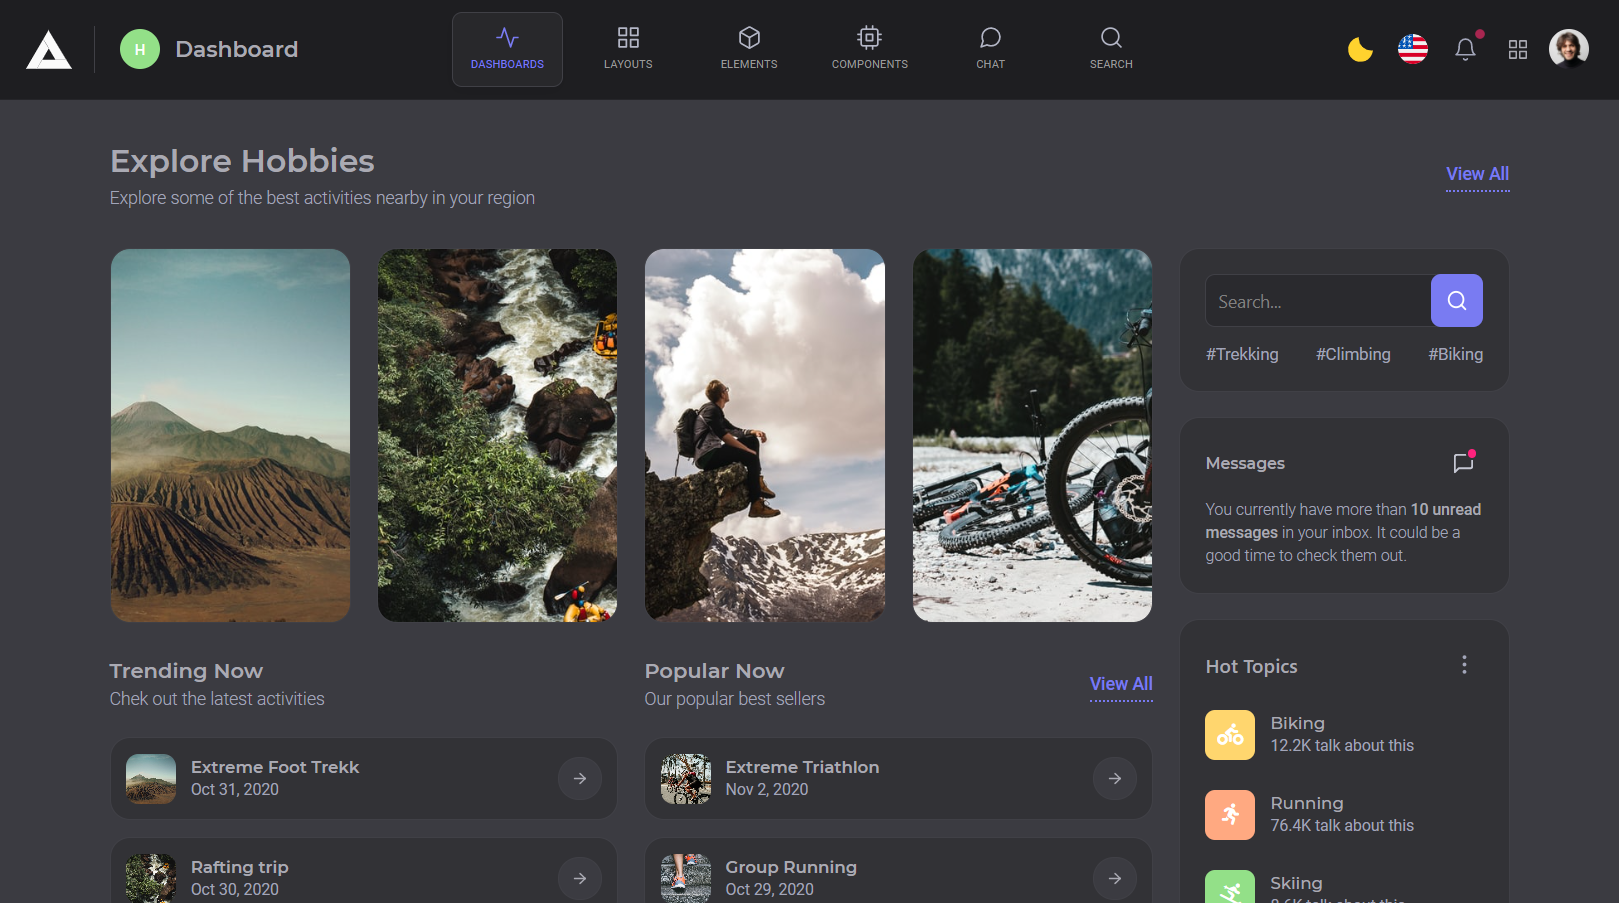 H
Dashboard
DASHBOARDS
LAYOUTS
ELEMENTS
COMPONENTS
CHAT
SEARCH
Explore Hobbies
Explore some of the best activities nearby in your region
View All
Search...
#Trekking #Climbing #Biking
Messages
You currently have more than 10 unread
messages in your inbox. It could be a
good time to check them out.
Trending Now
Chek out the latest activities
Extreme Foot Trekk
Oct 31, 2020
Rafting trip
Oct 30, 2020
Popular Now
Our popular best sellers
View All
Extreme Triathlon
Nov 2, 2020
Group Running
Oct 29, 2020
Hot Topics
Biking
12.2K talk about this
Running
76.4K talk about this
Skiing